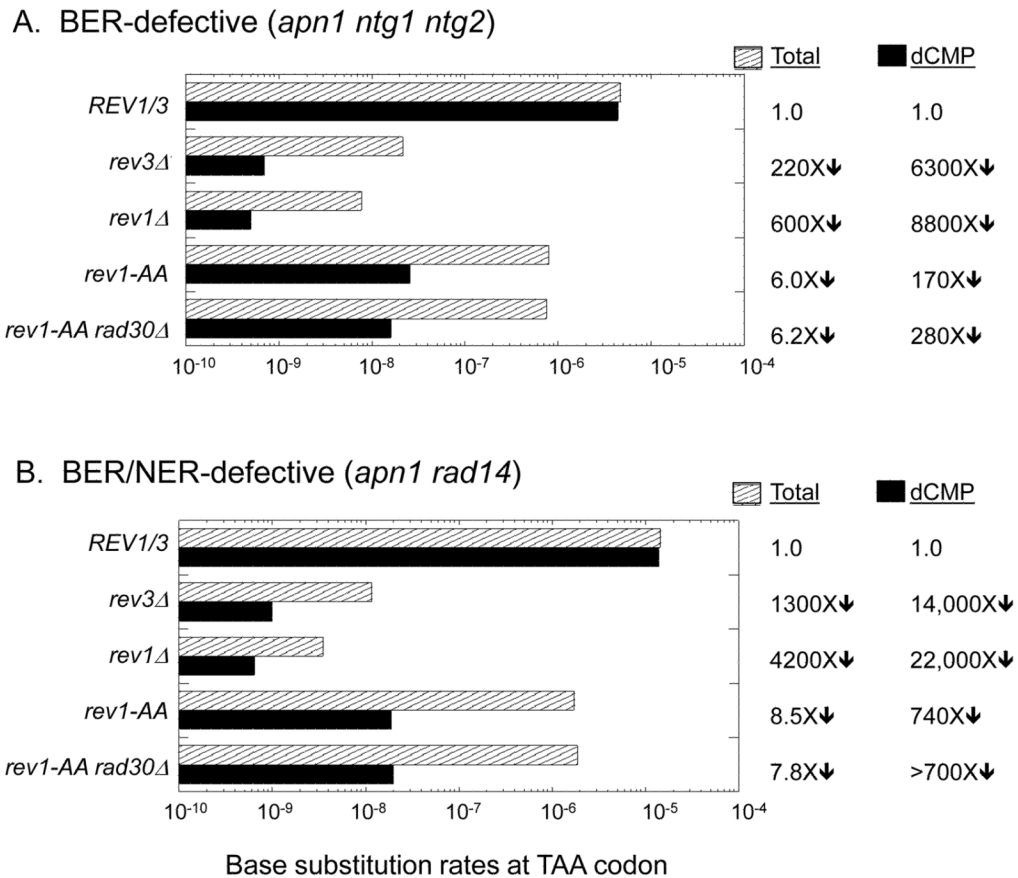 A. BER-defective (apn1 ntg1 ntg2)
Total dCMP
REV1/3 1.0 1.0
rev3Δ 220X↓ 6300X↓
rev1Δ 600X↓ 8800X↓
rev1-AA 6.0X↓ 170X↓
rev1-AA rad30Δ 6.2X↓ 280X↓
10-10 10-9 10-8 10-7 10-6 10-5 10-4
B. BER/NER-defective (apn1 rad14)
Total dCMP
REV1/3 1.0 1.0
rev3Δ 1300X↓ 14,000X↓
rev1Δ 4200X↓ 22,000X↓
rev1-AA 8.5X↓ 740X↓
rev1-AA rad30Δ 7.8X↓ >700X↓
10-10 10-9 10-8 10-7 10-6 10-5 10-4
Base substitution rates at TAA codon